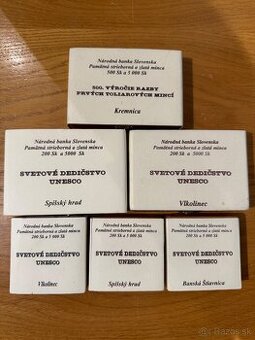 Národná banka Slovenska
Pamätná strieborná a zlatá minca
500 Sk a 5 000 Sk
500. VÝROČIE RAZBY
PRVÝCH TOLIAROVÝCH MINCÍ
Kremnica
Národná banka Slovenska
Pamätná strieborná a zlatá minca
200 Sk a 5000 Sk
SVETOVÉ DEDIČSTVO
UNESCO
Spišský hrad
Národná banka Slovenska
Pamätná strieborná a zlatá minca
200 Sk a 5000 Sk
SVETOVÉ DEDIČSTVO
UNESCO
Vlkolínec
Národná banka Slovenska
Pamätná strieborná a zlatá minca
200 Sk a 5 000 Sk
SVETOVÉ DEDIČSTVO
UNESCO
Vlkolínec
Národná banka Slovenska
Pamätná strieborná a zlatá minca
200 Sk a 5 000 Sk
SVETOVÉ DEDIČSTVO
UNESCO
Spišský hrad
Národná banka Slovenska
Pamätná strieborná a zlatá minca
200 Sk a 5 000 Sk
SVETOVÉ DEDIČSTVO
UNESCO
Banská Štiavnica
bazos.sk